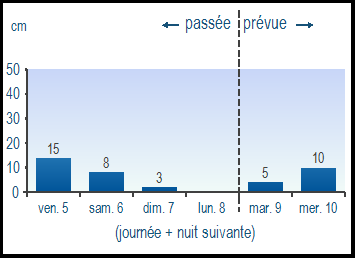 ← passée prévue →
cm
50
40
30
20
10
0
15
8
3
5
10
ven. 5 sam. 6 dim. 7 lun. 8 mar. 9 mer. 10
(journée + nuit suivante)